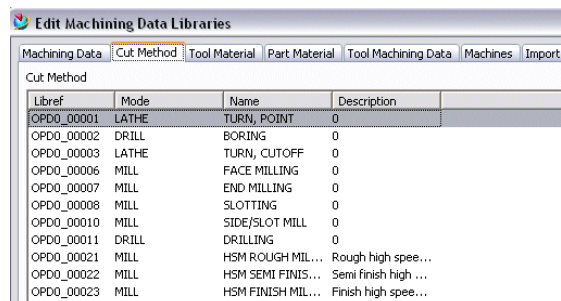 Edit Machining Data Libraries
Machining Data Cut Method Tool Material Part Material Tool Machining Data Machines Import
Cut Method
Libref Mode Name Description
OPD0_00001 LATHE TURN, POINT 0
OPD0_00002 DRILL BORING 0
OPD0_00003 LATHE TURN, CUTOFF 0
OPD0_00006 MILL FACE MILLING 0
OPD0_00007 MILL END MILLING 0
OPD0_00008 MILL SLOTTING 0
OPD0_00010 MILL SIDE/SLOT MILL 0
OPD0_00011 DRILL DRILLING 0
OPD0_00021 MILL HSM ROUGH MIL... Rough high spee...
OPD0_00022 MILL HSM SEMI FINIS... Semi finish high ...
OPD0_00023 MILL HSM FINISH MIL... Finish high spee...